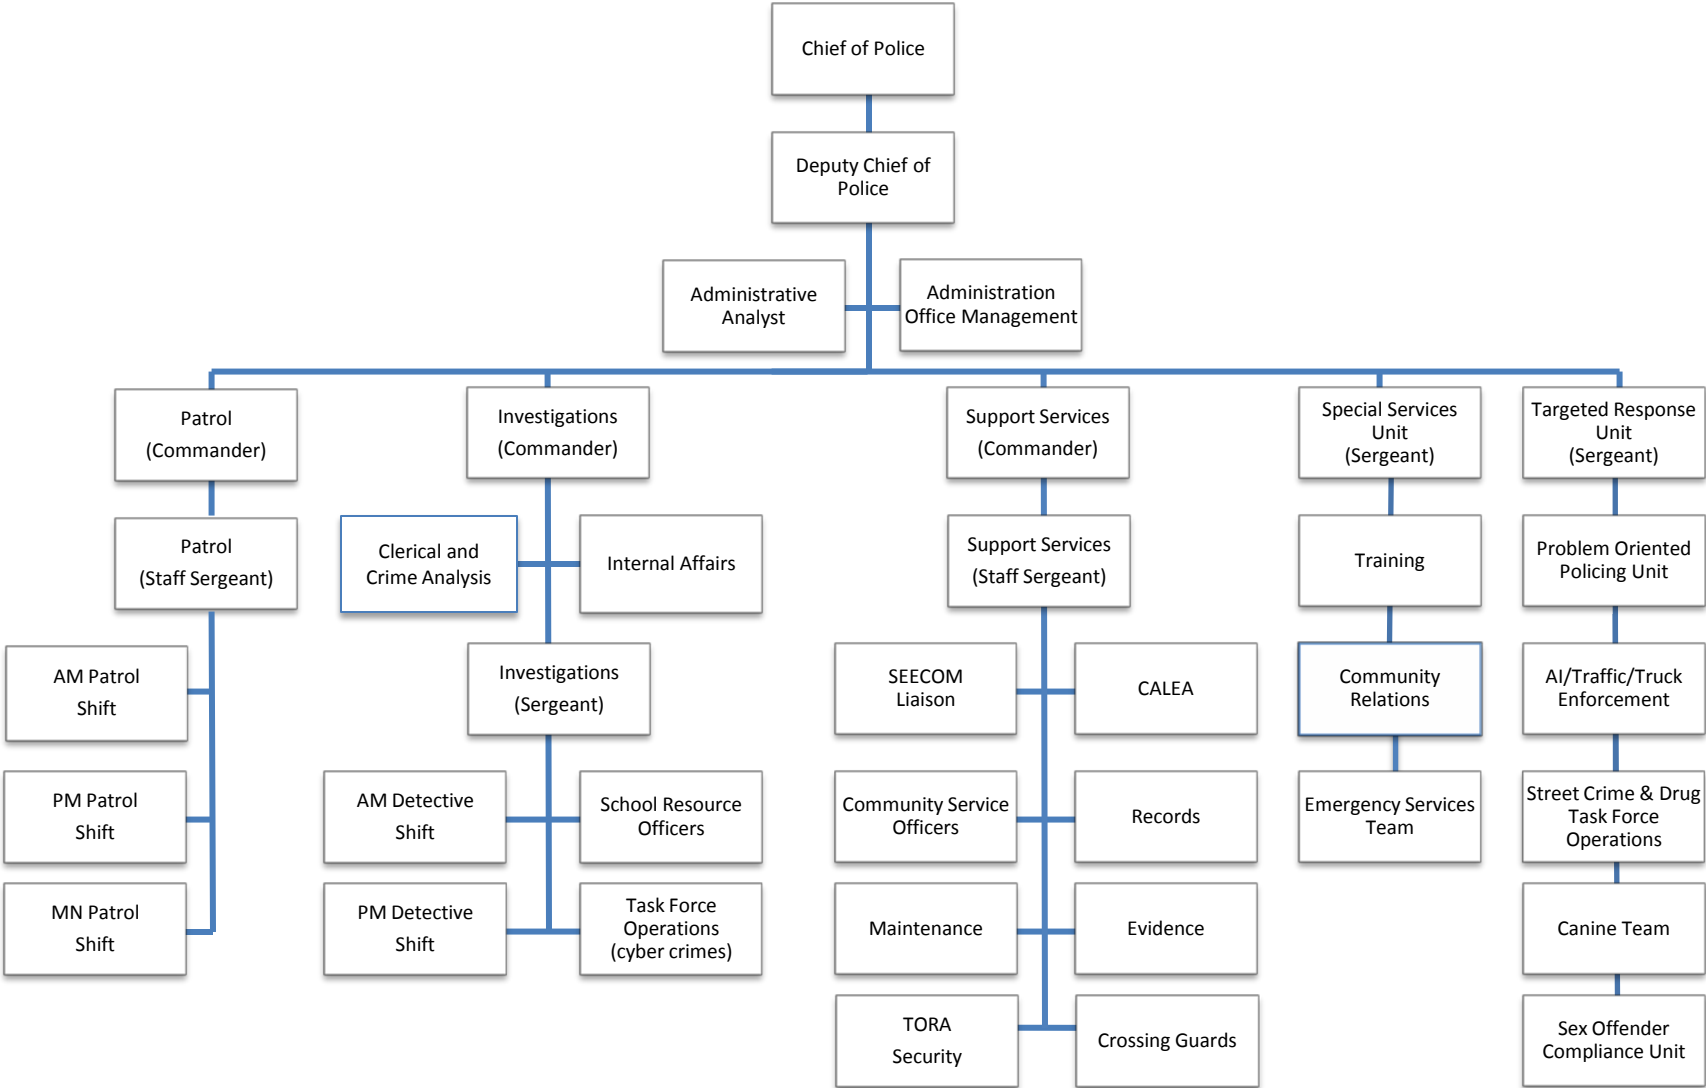 Chief of Police
Deputy Chief of
Police
Administrative
Analyst
Administration
Office Management
Patrol
(Commander)
Investigations
(Commander)
Support Services
(Commander)
Special Services
Unit
(Sergeant)
Targeted Response
Unit
(Sergeant)
Patrol
(Staff Sergeant)
Clerical and
Crime Analysis
Internal Affairs
Support Services
(Staff Sergeant)
Training
Problem Oriented
Policing Unit
AM Patrol
Shift
Investigations
(Sergeant)
SEECOM
Liaison
CALEA
Community
Relations
AI/Traffic/Truck
Enforcement
PM Patrol
Shift
AM Detective
Shift
School Resource
Officers
Community Service
Officers
Records
Emergency Services
Team
Street Crime & Drug
Task Force
Operations
MN Patrol
Shift
PM Detective
Shift
Task Force
Operations
(cyber crimes)
Maintenance
Evidence
Canine Team
TORA
Security
Crossing Guards
Sex Offender
Compliance Unit